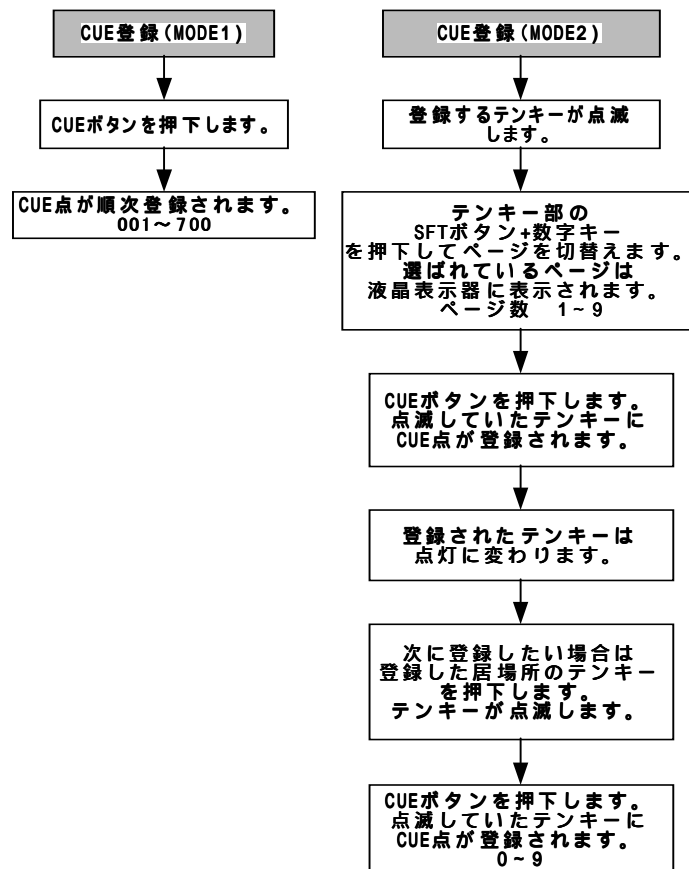 CUE登録(MODE1)
CUEボタンを押下します。
CUE点が順次登録されます。
001～700
CUE登録(MODE2)
登録するテンキーが点滅
します。
テンキー部の
SFTボタン+数字キー
を押下してページを切替えます。
選ばれているページは
液晶表示器に表示されます。
ページ数　1~9
CUEボタンを押下します。
点滅していたテンキーに
CUE点が登録されます。
登録されたテンキーは
点灯に変わります。
次に登録したい場合は
登録した居場所のテンキー
を押下します。
テンキーが点滅します。
CUEボタンを押下します。
点滅していたテンキーに
CUE点が登録されます。
0~9